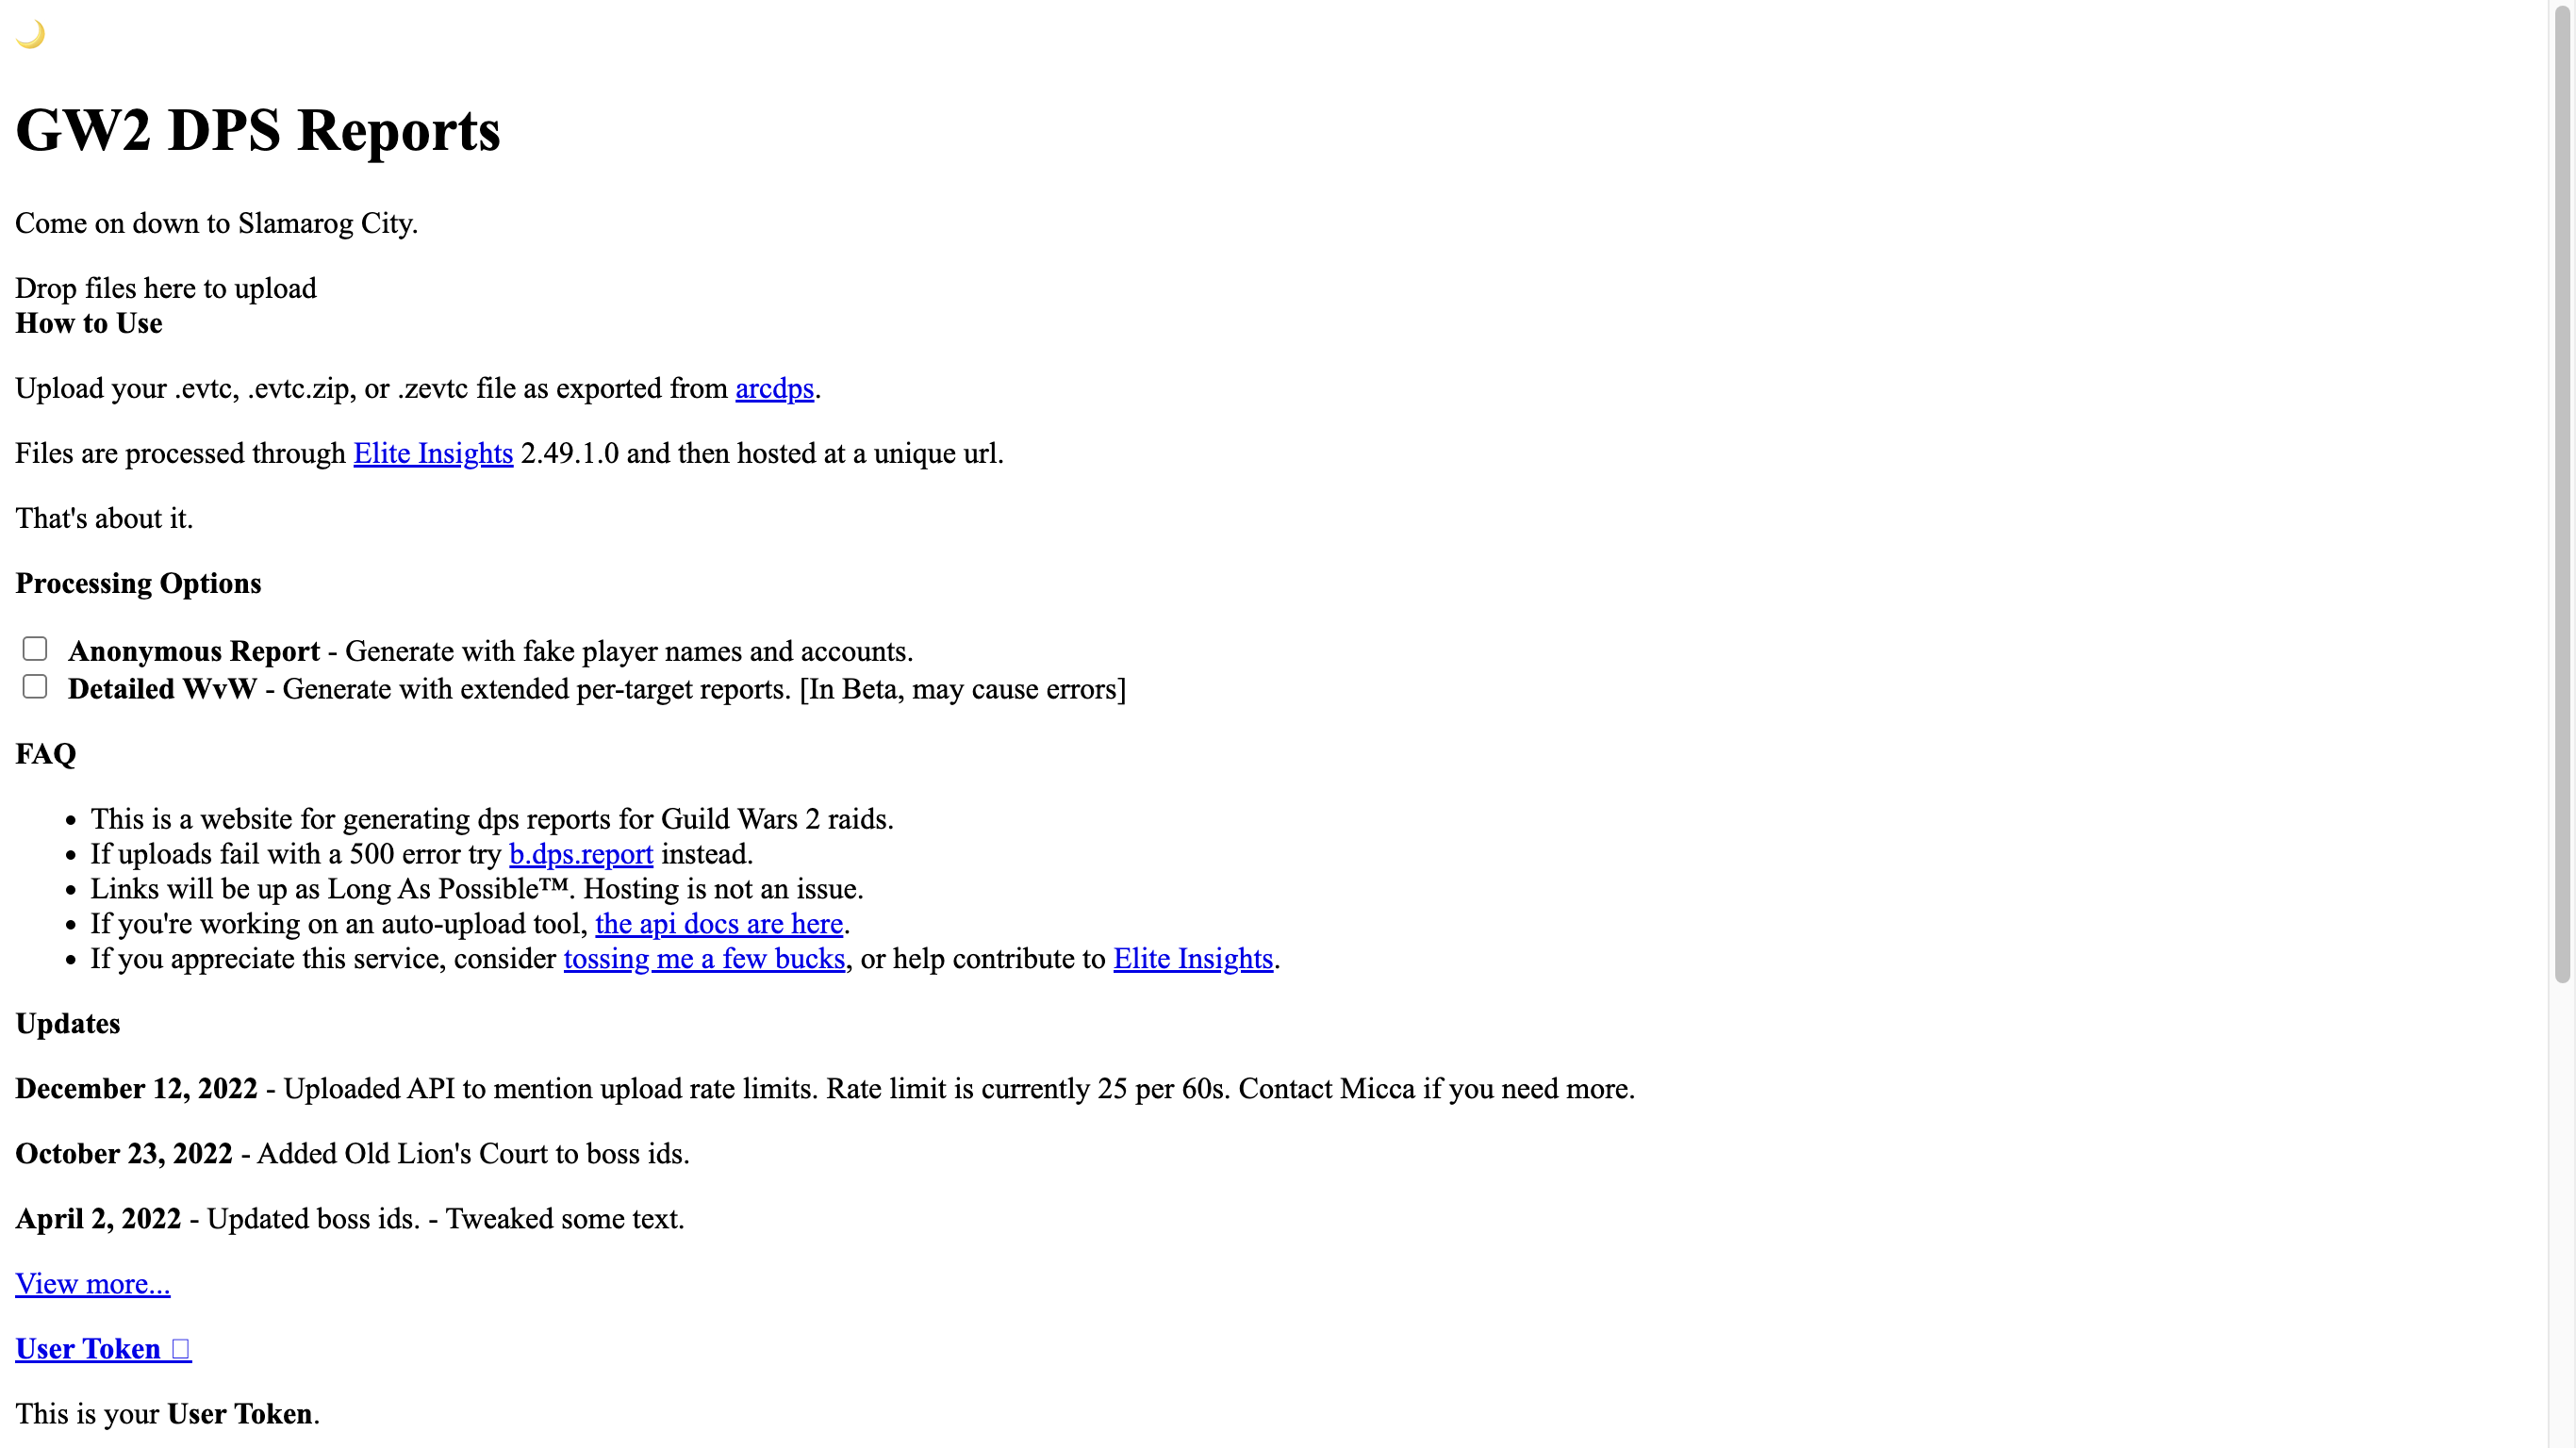 GW2 DPS Reports
Come on down to Slamarog City.
Drop files here to upload
How to Use
Upload your .evtc, .evtc.zip, or .zevtc file as exported from arcdps.
Files are processed through Elite Insights 2.49.1.0 and then hosted at a unique url.
That's about it.
Processing Options
Anonymous Report - Generate with fake player names and accounts.
Detailed WvW - Generate with extended per-target reports. [In Beta, may cause errors]
FAQ
• This is a website for generating dps reports for Guild Wars 2 raids.
• If uploads fail with a 500 error try b.dps.report instead.
• Links will be up as Long As Possible™. Hosting is not an issue.
• If you're working on an auto-upload tool, the api docs are here.
• If you appreciate this service, consider tossing me a few bucks, or help contribute to Elite Insights.
Updates
December 12, 2022 - Uploaded API to mention upload rate limits. Rate limit is currently 25 per 60s. Contact Micca if you need more.
October 23, 2022 - Added Old Lion's Court to boss ids.
April 2, 2022 - Updated boss ids. - Tweaked some text.
View more...
User Token
This is your User Token.